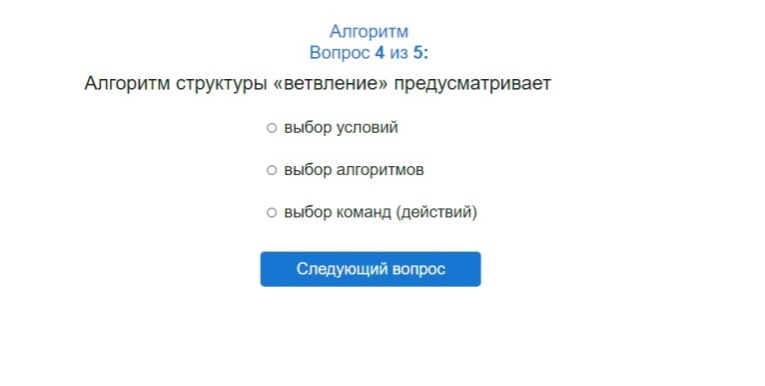 Алгоритм
Вопрос 4 из 5:
Алгоритм структуры «ветвление» предусматривает
выбор условий
выбор алгоритмов
выбор команд (действий)
Следующий вопрос